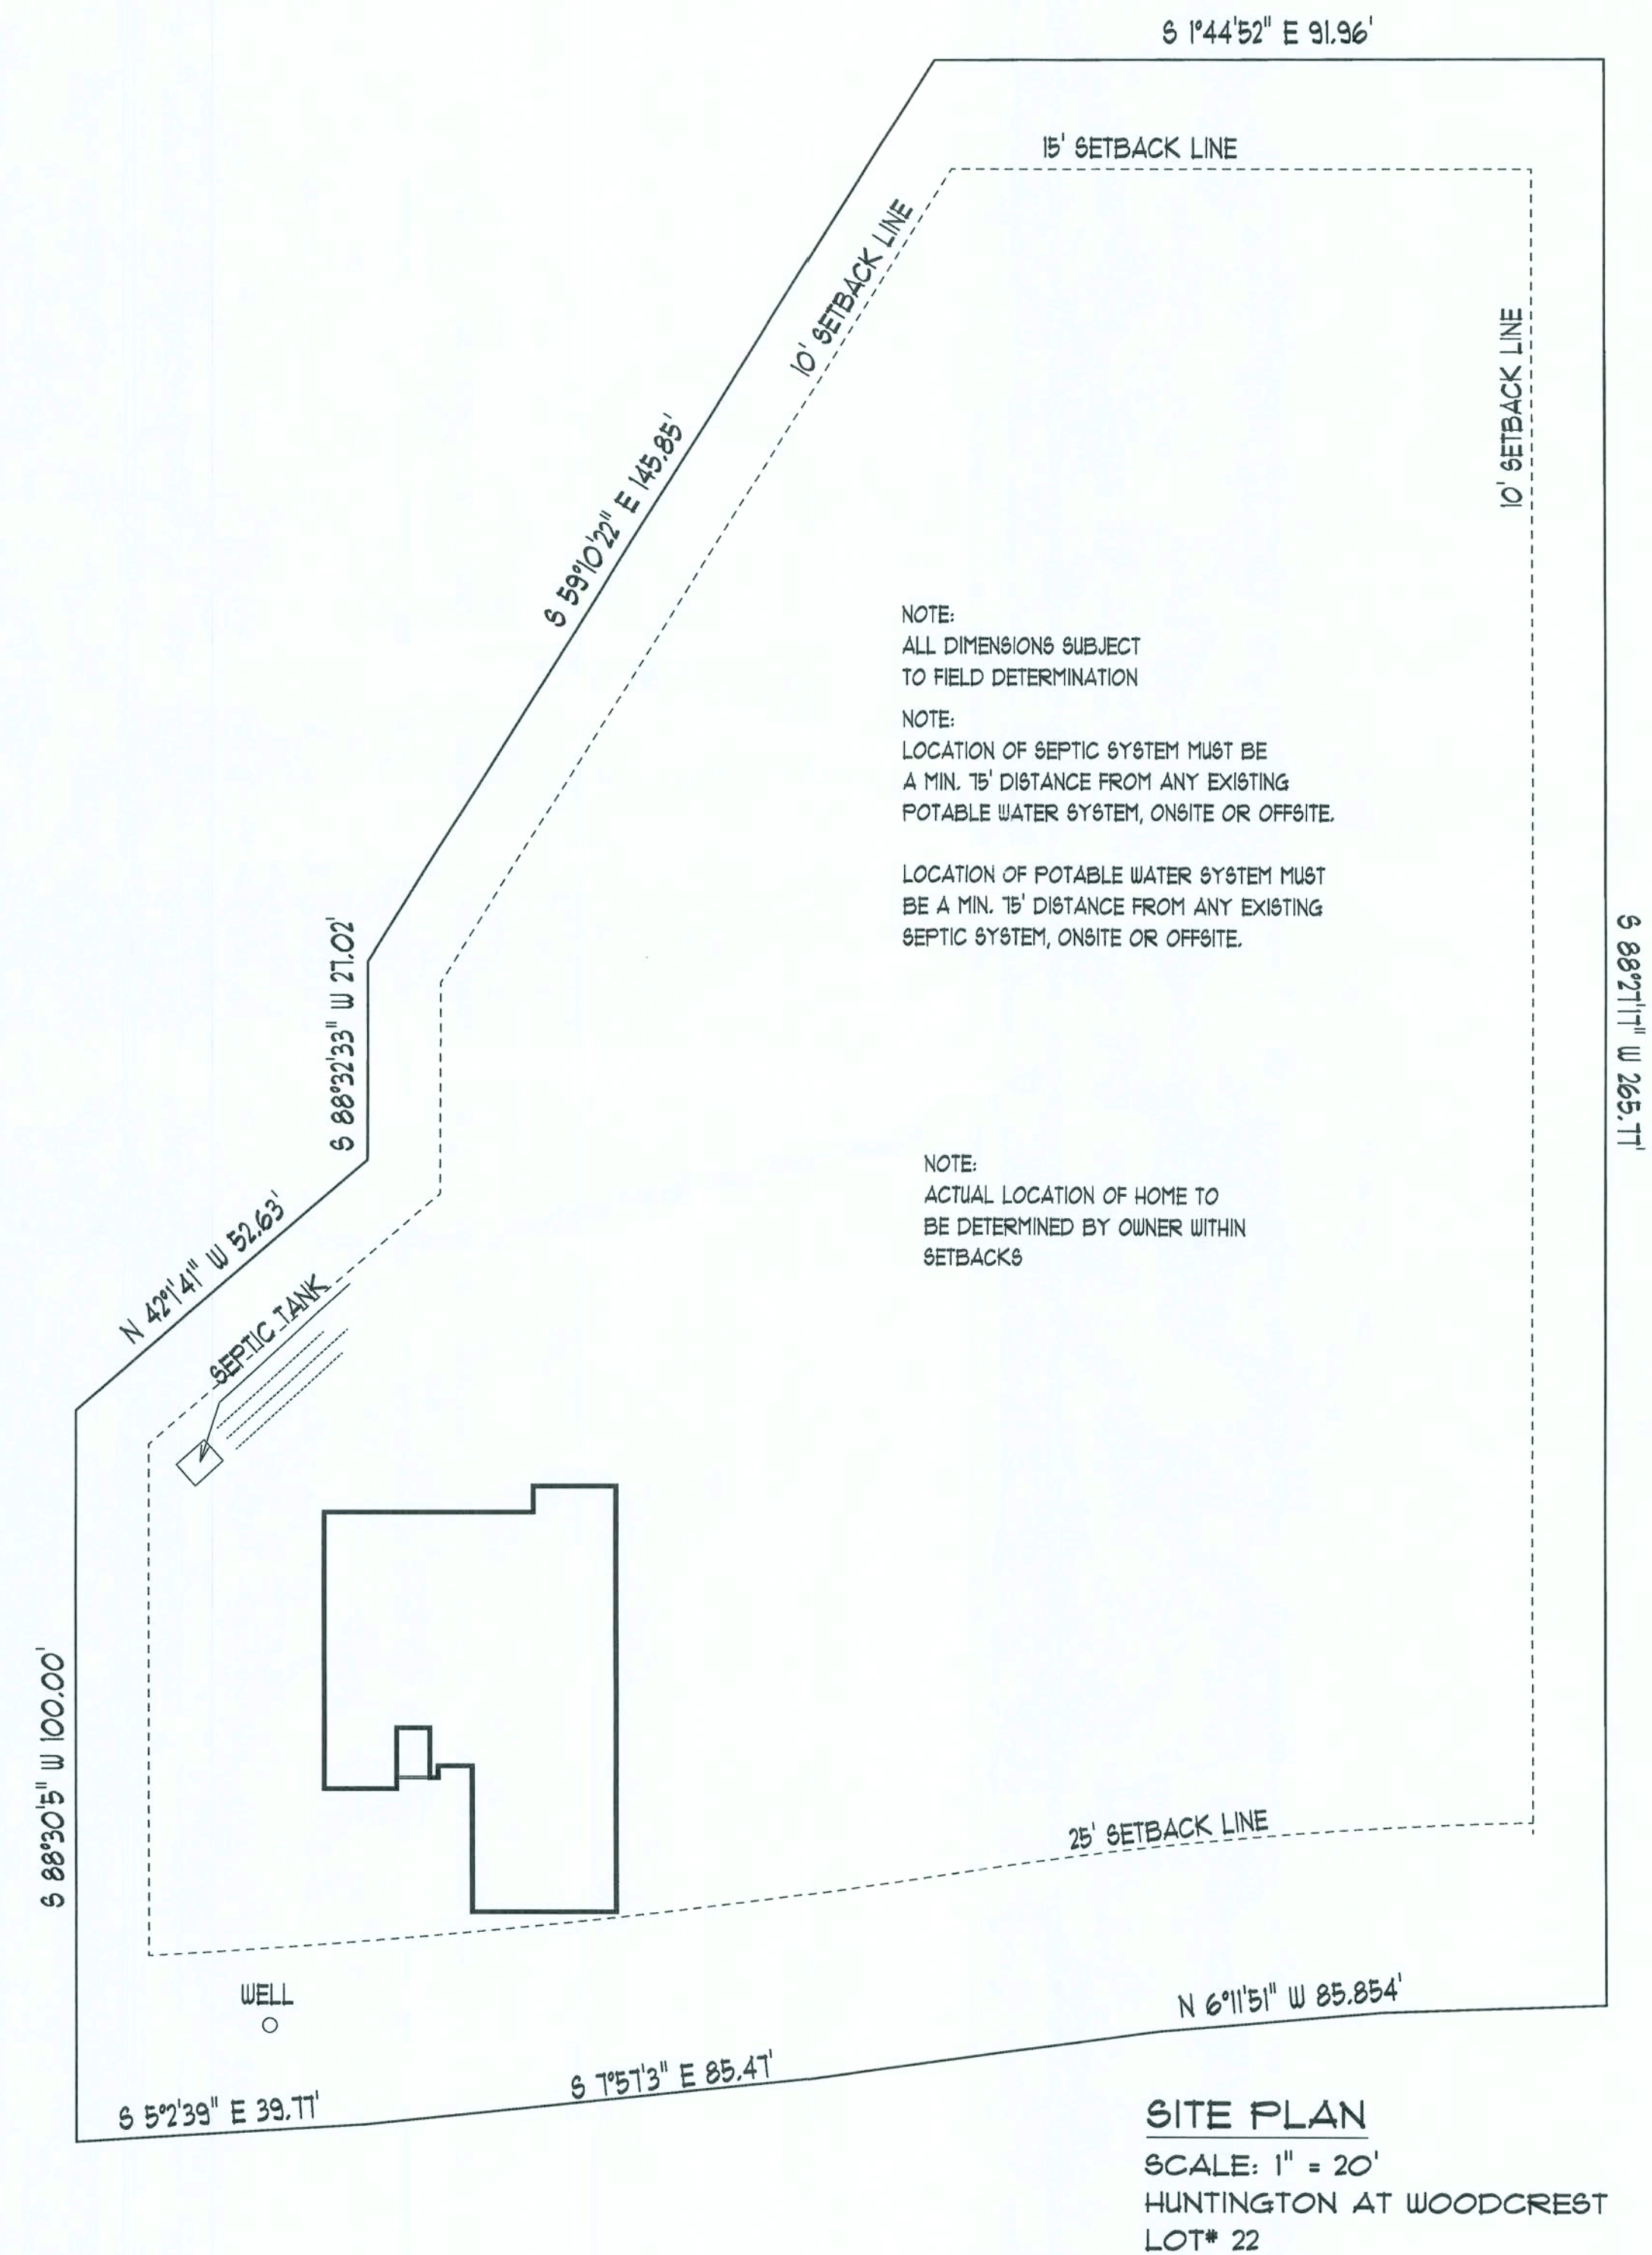 S 1°44'52" E 91.96'
15' SETBACK LINE
10' SETBACK LINE
10' SETBACK LINE
S 59°10'22" E 145.85'
NOTE:
ALL DIMENSIONS SUBJECT
TO FIELD DETERMINATION
NOTE:
LOCATION OF SEPTIC SYSTEM MUST BE
A MIN. 75' DISTANCE FROM ANY EXISTING
POTABLE WATER SYSTEM, ONSITE OR OFFSITE.
LOCATION OF POTABLE WATER SYSTEM MUST
BE A MIN. 75' DISTANCE FROM ANY EXISTING
SEPTIC SYSTEM, ONSITE OR OFFSITE.
S 88°32'33" W 27.02'
S 88°27'17" W 265.77'
NOTE:
ACTUAL LOCATION OF HOME TO
BE DETERMINED BY OWNER WITHIN
SETBACKS
N 42°1'41" W 52.63'
SEPTIC TANK
S 88°30'5" W 100.00'
25' SETBACK LINE
WELL
N 6°11'51" W 85.854'
S 7°57'3" E 85.47'
S 5°2'39" E 39.77'
SITE PLAN
SCALE: 1" = 20'
HUNTINGTON AT WOODCREST
LOT# 22